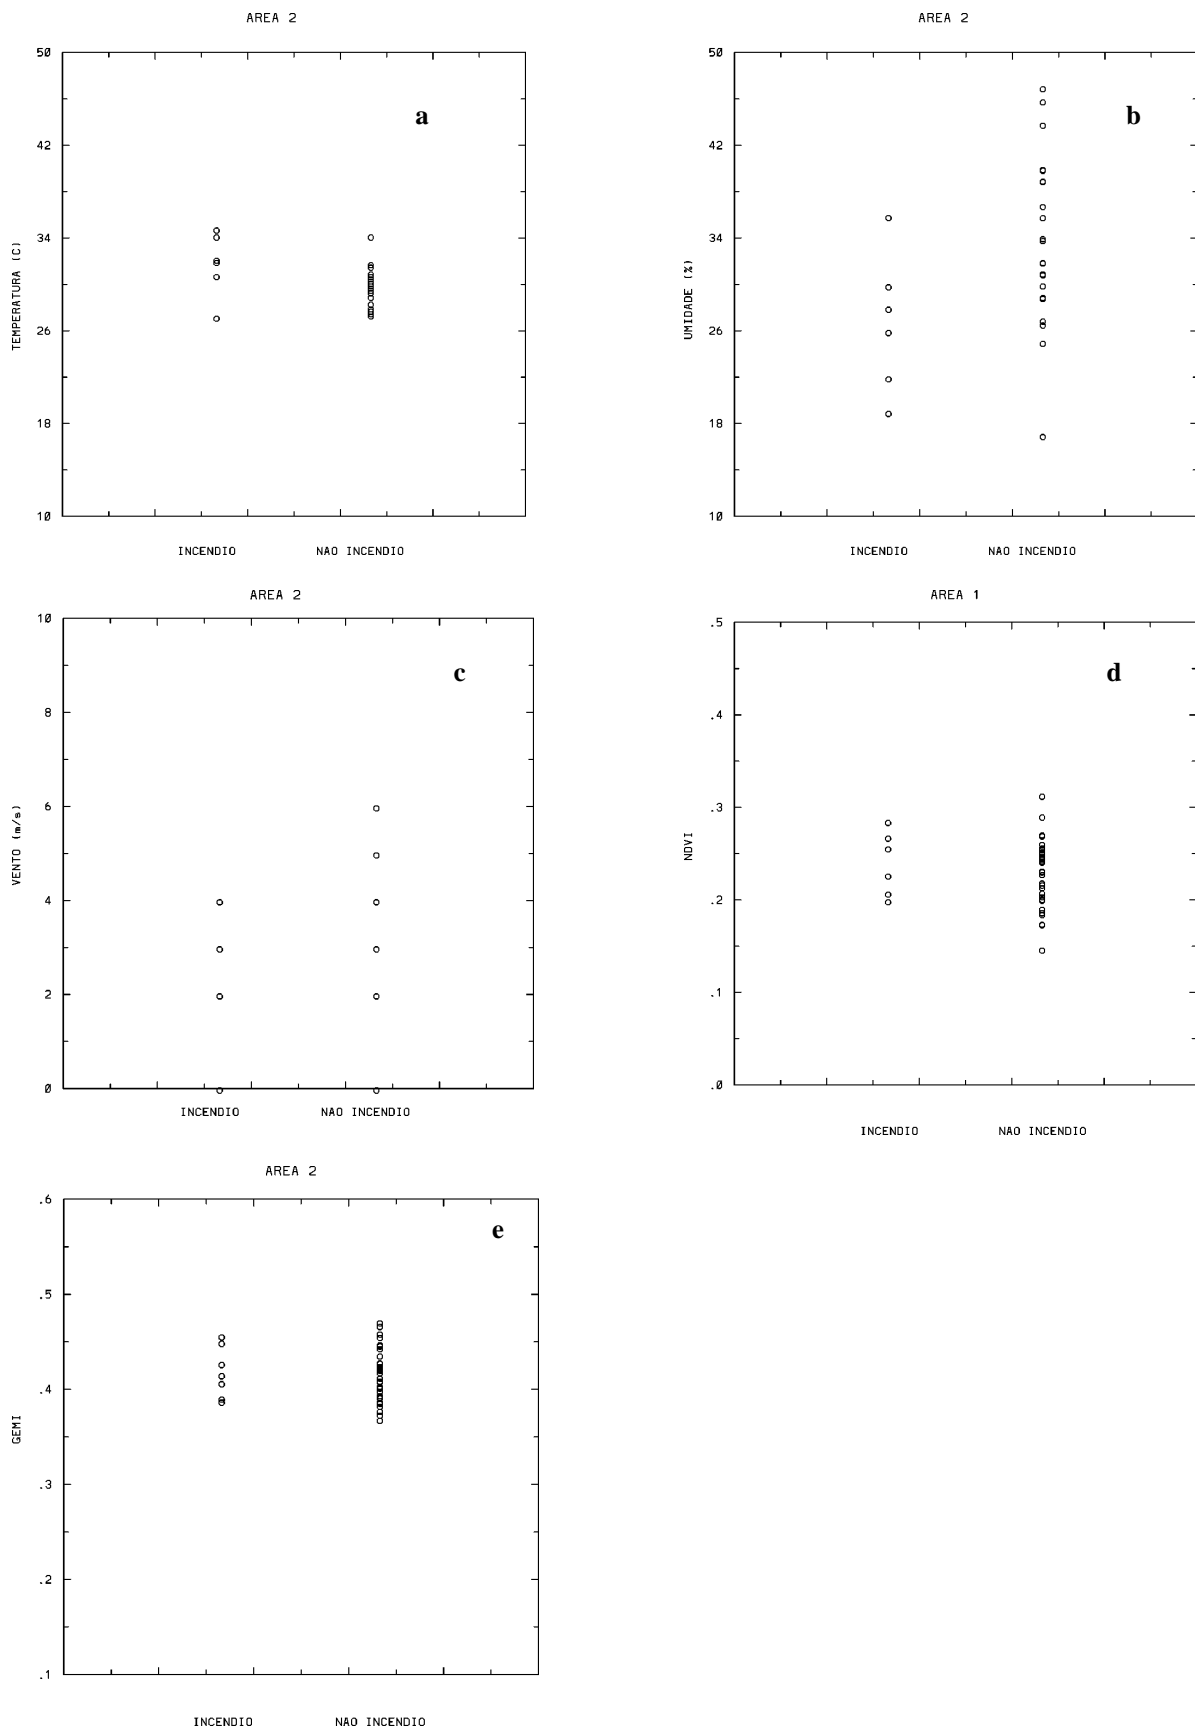 AREA 2
50
42
34
26
18
10
TEMPERATURA (C)
a
INCENDIO NAO INCENDIO
AREA 2
50
42
34
26
18
10
UMIDADE (%)
b
INCENDIO NAO INCENDIO
AREA 2
10
8
6
4
2
0
VENTO (m/s)
c
INCENDIO NAO INCENDIO
AREA 1
.5
.4
.3
.2
.1
.0
NDVI
d
INCENDIO NAO INCENDIO
AREA 2
.6
.5
.4
.3
.2
.1
GEMI
e
INCENDIO NAO INCENDIO